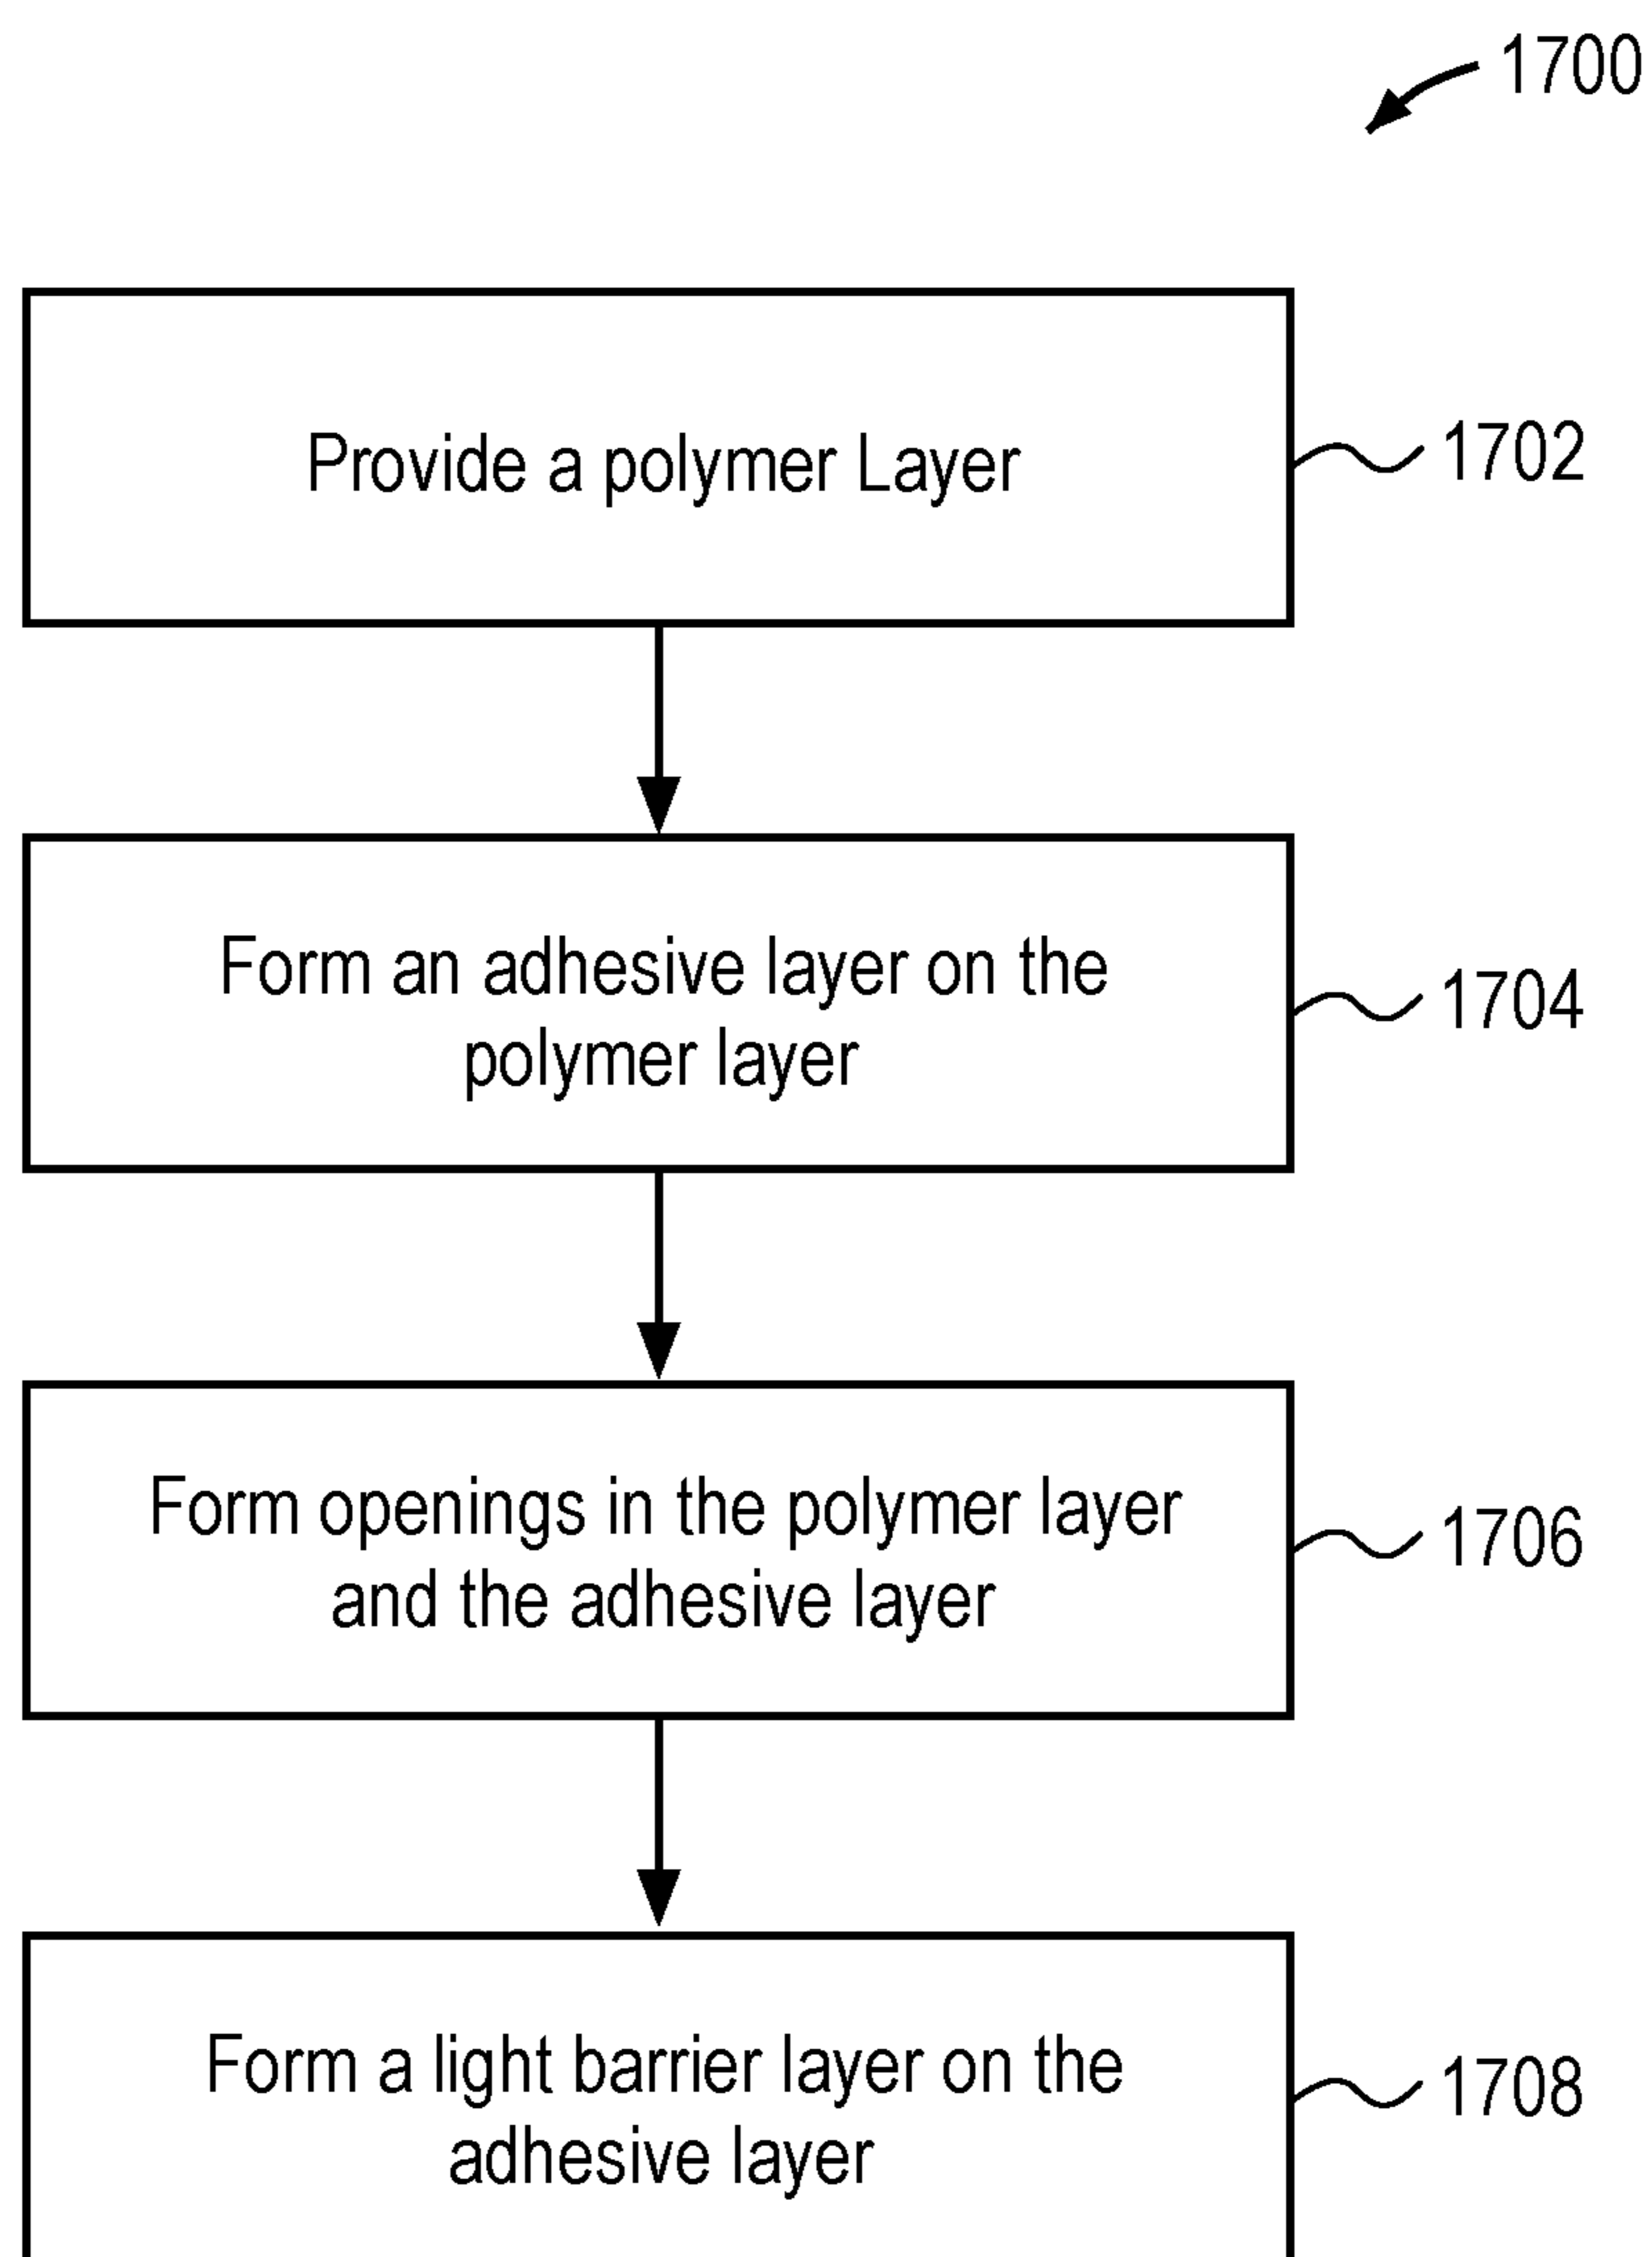 1700
Provide a polymer Layer
1702
Form an adhesive layer on the
polymer layer
1704
Form openings in the polymer layer
and the adhesive layer
1706
Form a light barrier layer on the
adhesive layer
1708